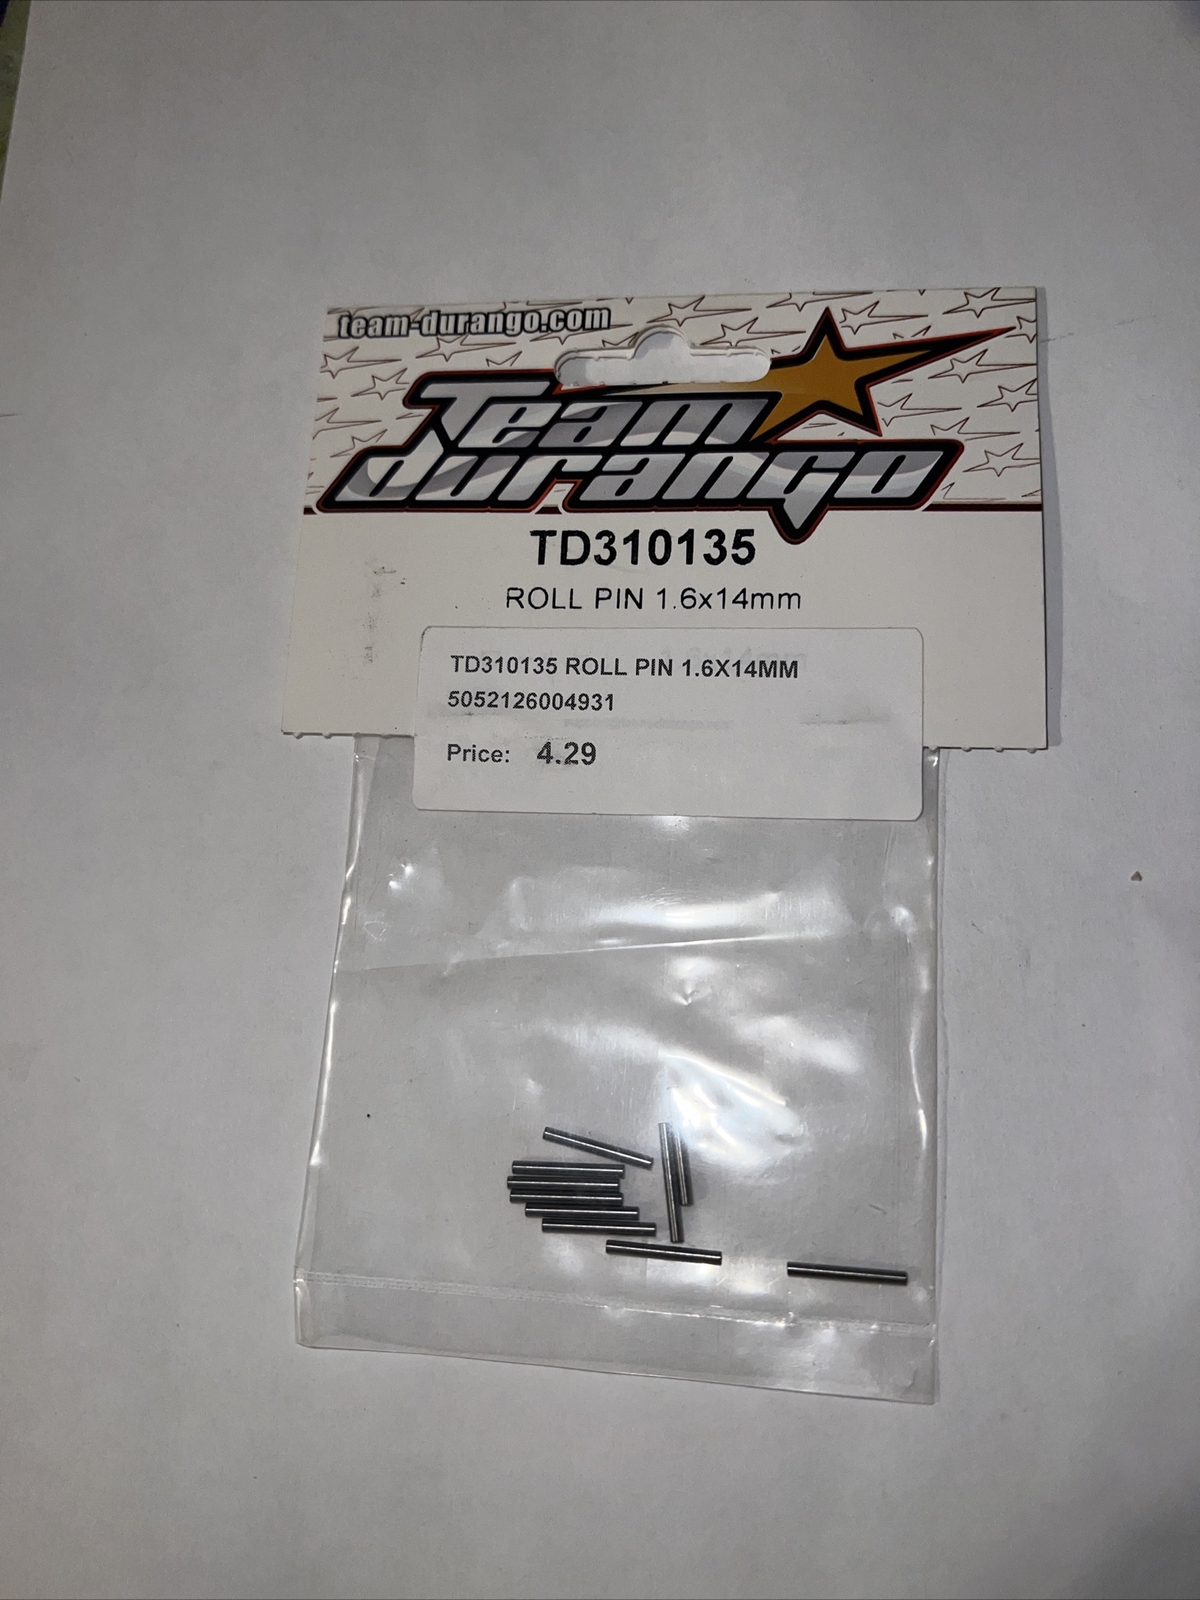 team-durango.com
Team
durango
TD310135
ROLL PIN 1.6x14mm
TD310135 ROLL PIN 1.6X14MM
5052126004931
Price: 4.29